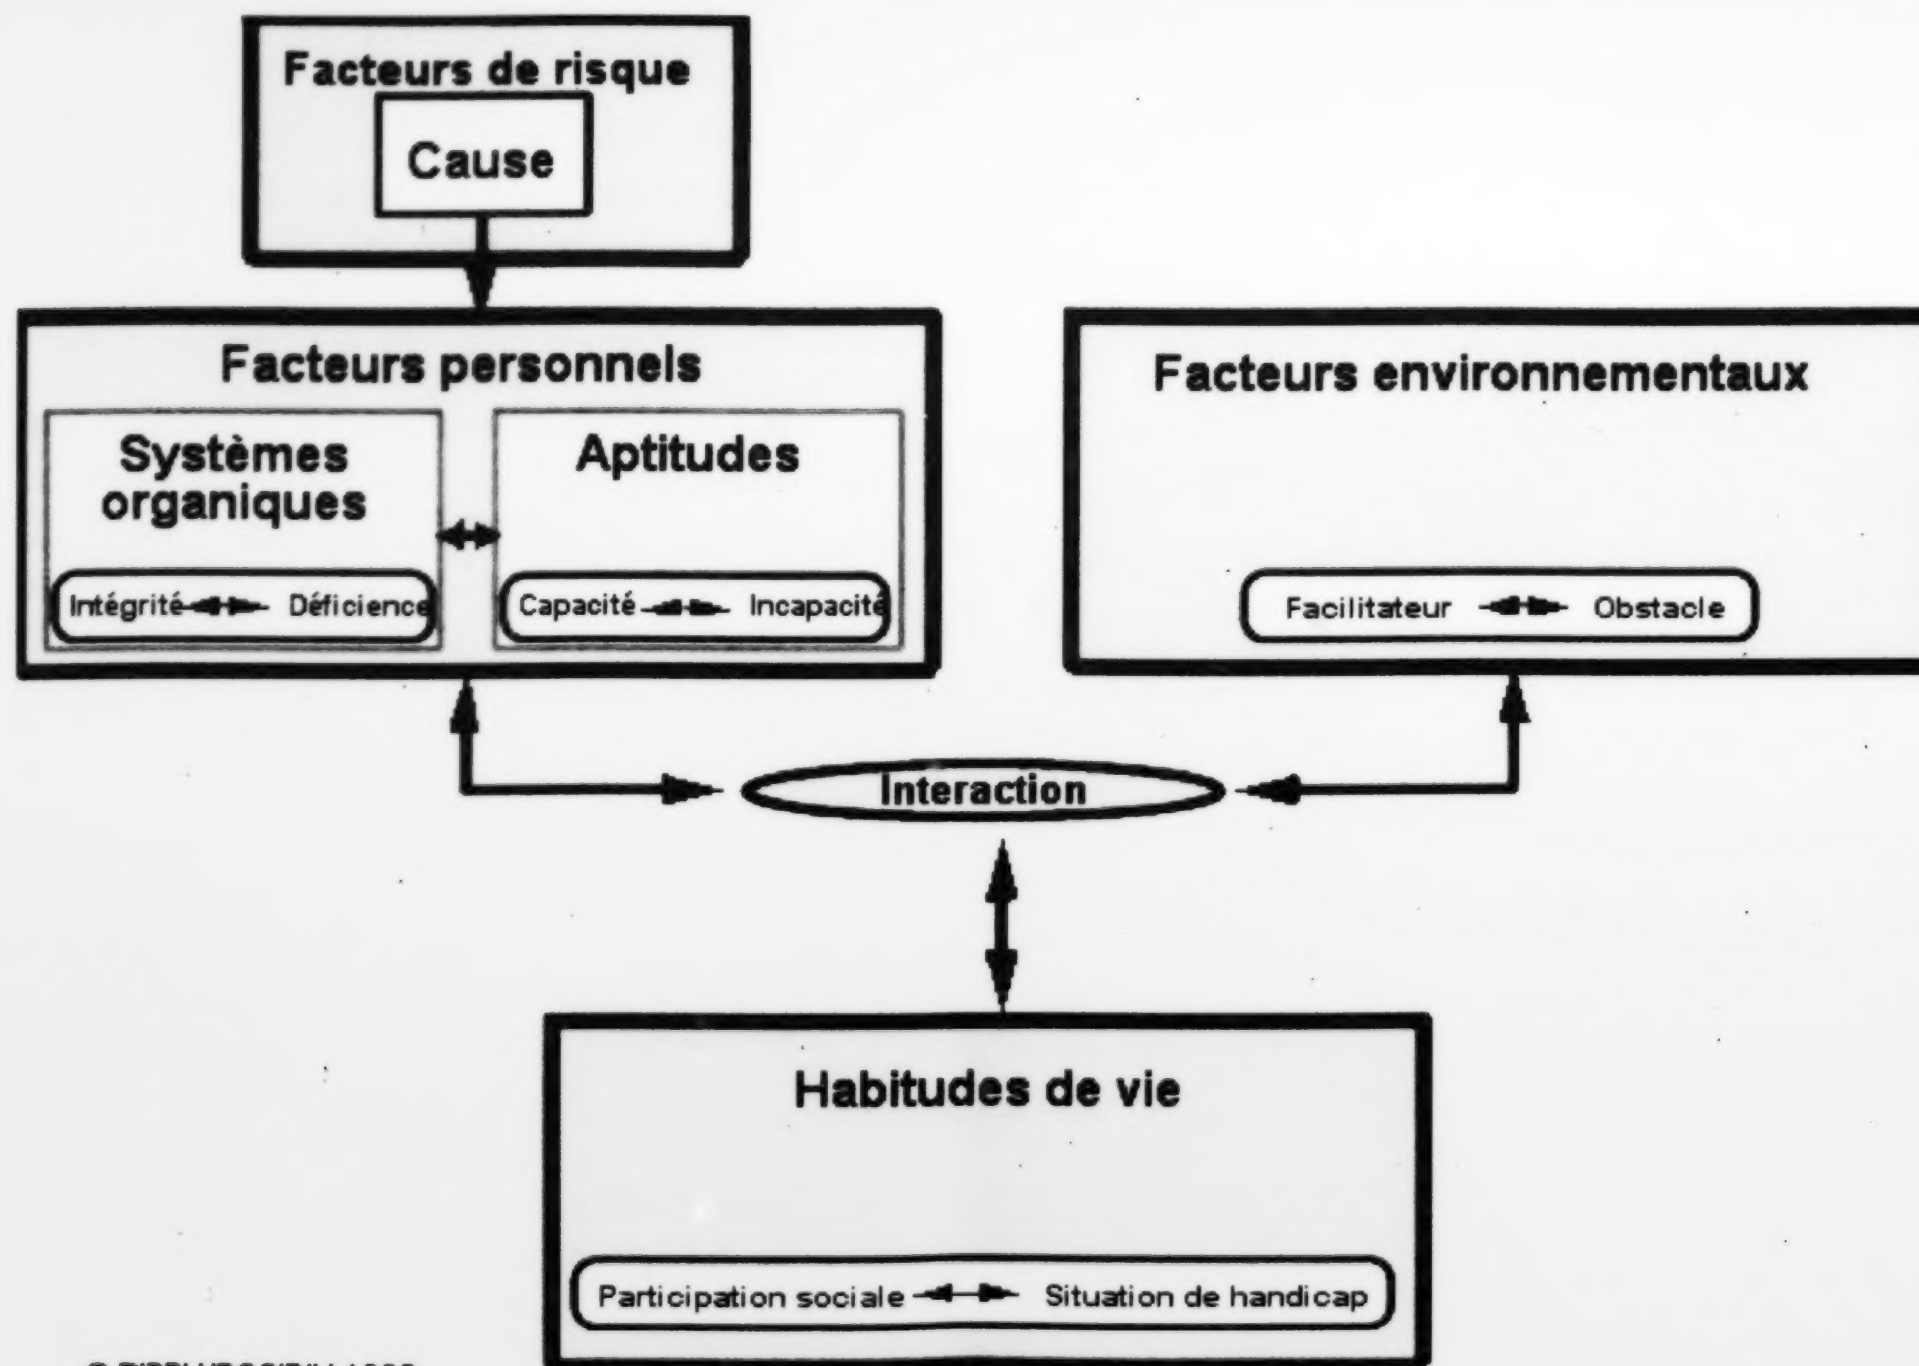 Facteurs de risque
Cause
Facteurs personnels
Systèmes
organiques
Intégrité Déficience
Aptitudes
Capacité Incapacité
Facteurs environnementaux
Facilitateur Obstacle
Interaction
Habitudes de vie
Participation sociale Situation de handicap